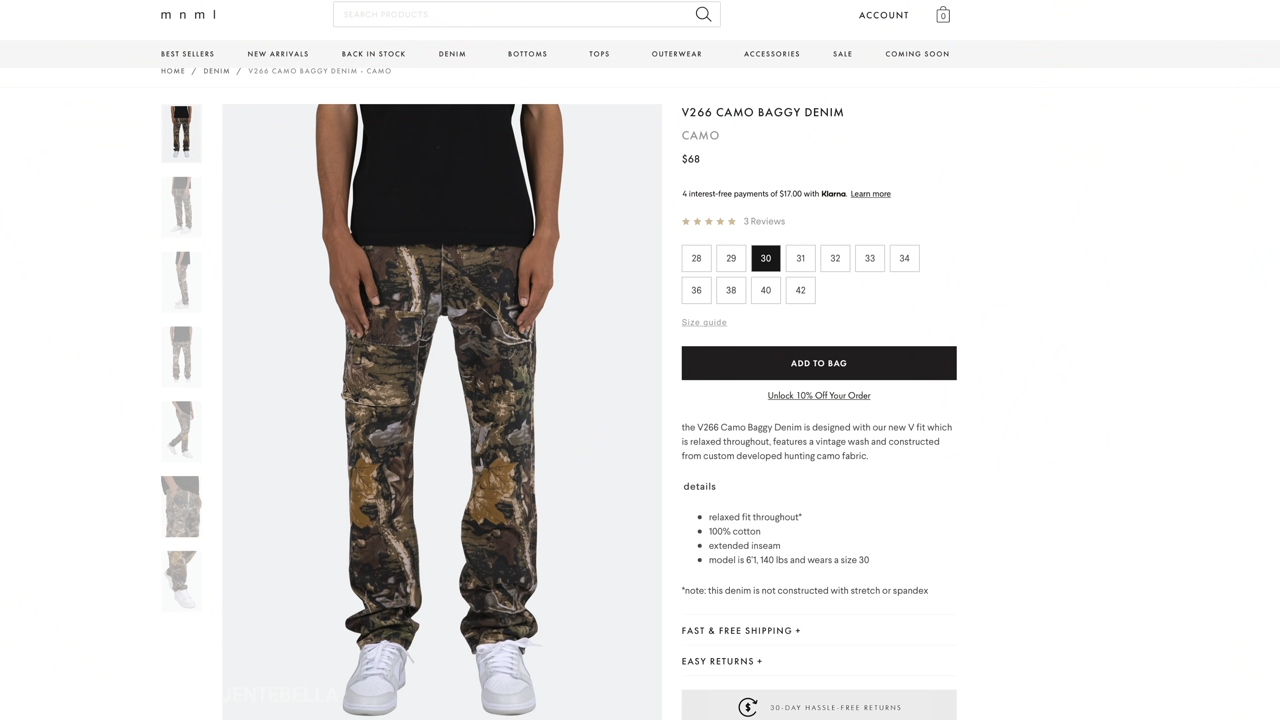 m n m l
SEARCH PRODUCTS
ACCOUNT
0
BEST SELLERS NEW ARRIVALS BACK IN STOCK DENIM BOTTOMS TOPS OUTERWEAR ACCESSORIES SALE COMING SOON
HOME / DENIM / V266 CAMO BAGGY DENIM - CAMO
V266 CAMO BAGGY DENIM
CAMO
$68
4 interest-free payments of $17.00 with Klarna. Learn more
3 Reviews
28 29 30 31 32 33 34
36 38 40 42
Size guide
ADD TO BAG
Unlock 10% Off Your Order
the V266 Camo Baggy Denim is designed with our new V fit which
is relaxed throughout, features a vintage wash and constructed
from custom developed hunting camo fabric.
details
• relaxed fit throughout*
• 100% cotton
• extended inseam
• model is 6'1, 140 lbs and wears a size 30
*note: this denim is not constructed with stretch or spandex
FAST & FREE SHIPPING +
EASY RETURNS +
$ 30-DAY HASSLE-FREE RETURNS